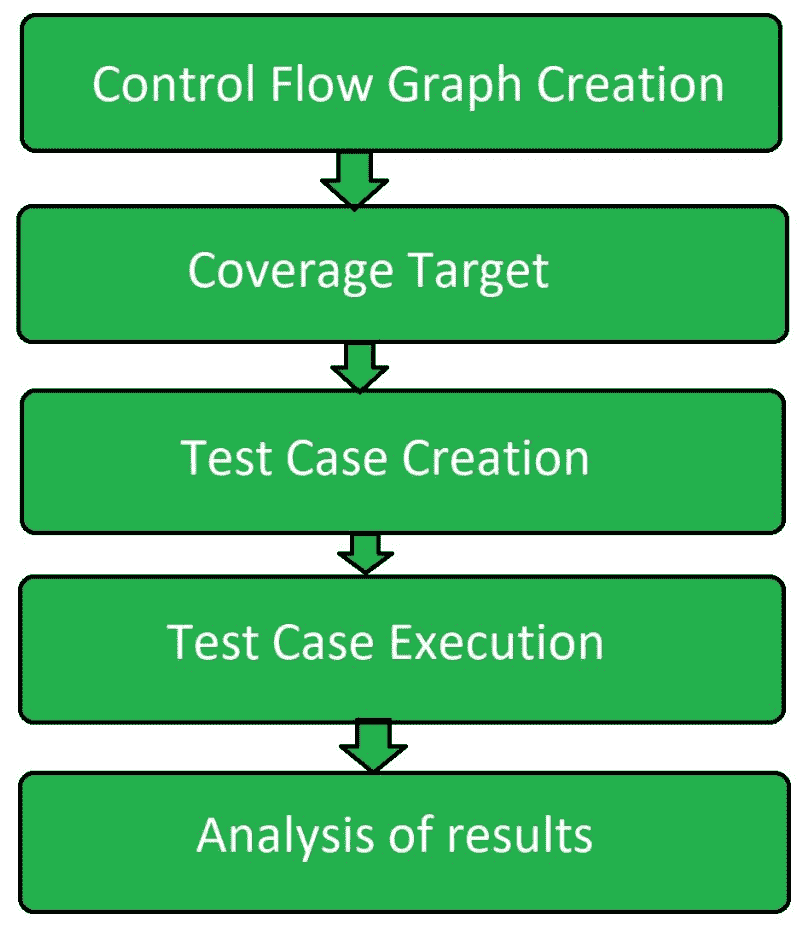 Control Flow Graph Creation
Coverage Target
Test Case Creation
Test Case Execution
Analysis of results